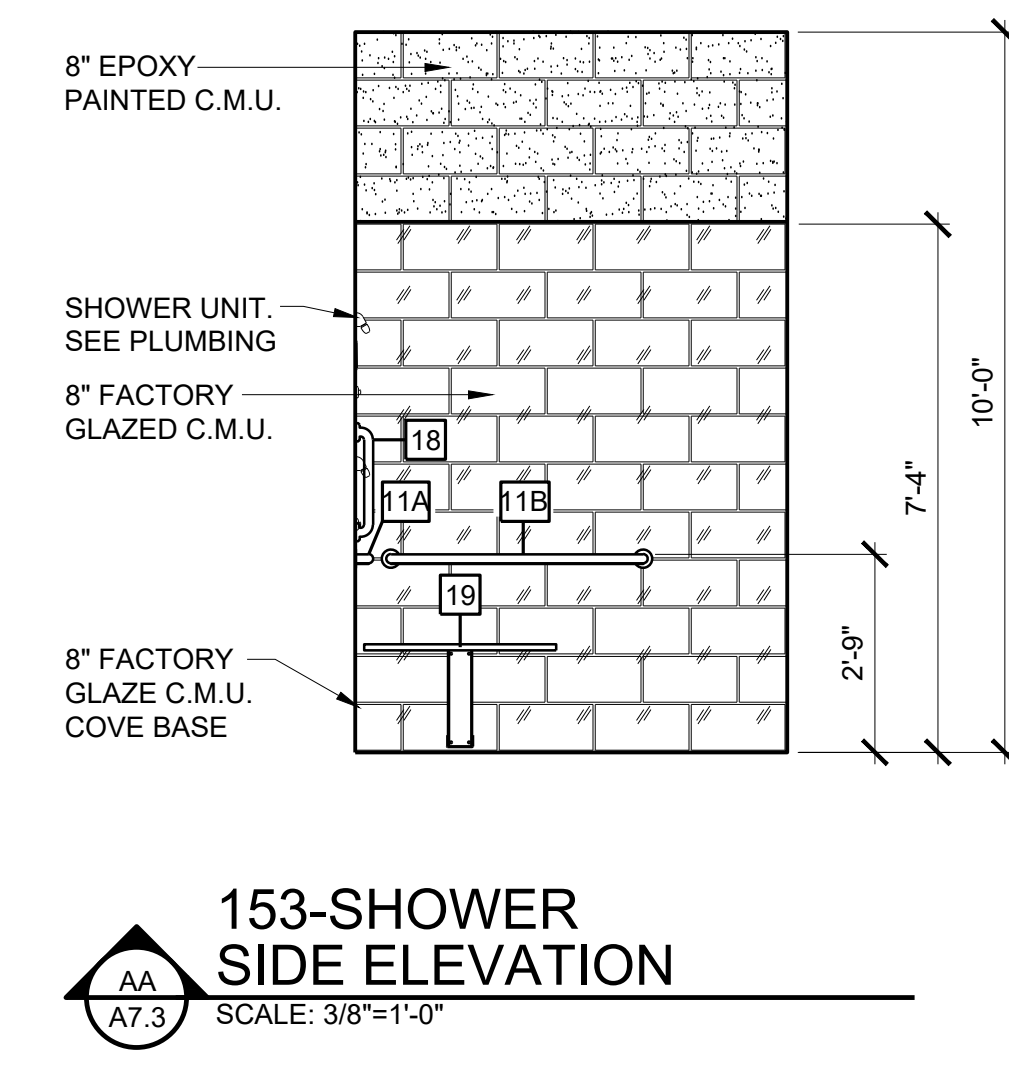 8" EPOXY
PAINTED C.M.U.
SHOWER UNIT.
SEE PLUMBING
8" FACTORY
GLAZED C.M.U.
18
11A
11B
19
8" FACTORY
GLAZE C.M.U.
COVE BASE
2'-9"
7'-4"
10'-0"
153-SHOWER
SIDE ELEVATION
AA
A7.3
SCALE: 3/8"=1'-0"